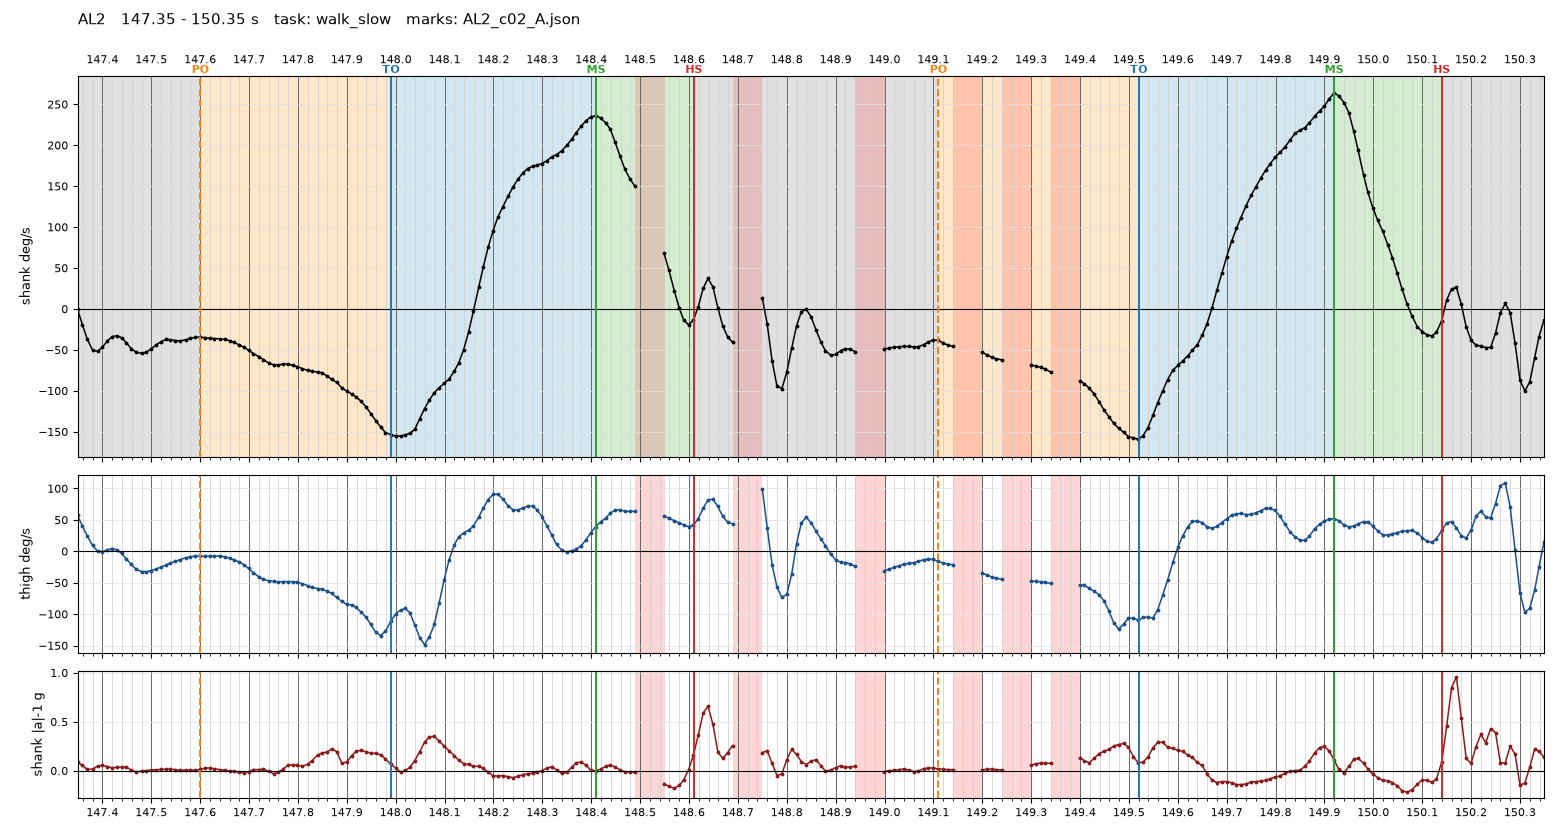 AL2   147.35 - 150.35 s   task: walk_slow   marks: AL2_c02_A.json
147.4 147.5 147.6 147.7 147.8 147.9 148.0 148.1 148.2 148.3 148.4 148.5 148.6 148.7 148.8 148.9 149.0 149.1 149.2 149.3 149.4 149.5 149.6 149.7 149.8 149.9 150.0 150.1 150.2 150.3
PO TO MS HS PO TO MS HS
shank deg/s
250
200
150
100
50
0
−50
−100
−150
thigh deg/s
100
50
0
−50
−100
−150
shank |a|-1 g
1.0
0.5
0.0
147.4 147.5 147.6 147.7 147.8 147.9 148.0 148.1 148.2 148.3 148.4 148.5 148.6 148.7 148.8 148.9 149.0 149.1 149.2 149.3 149.4 149.5 149.6 149.7 149.8 149.9 150.0 150.1 150.2 150.3